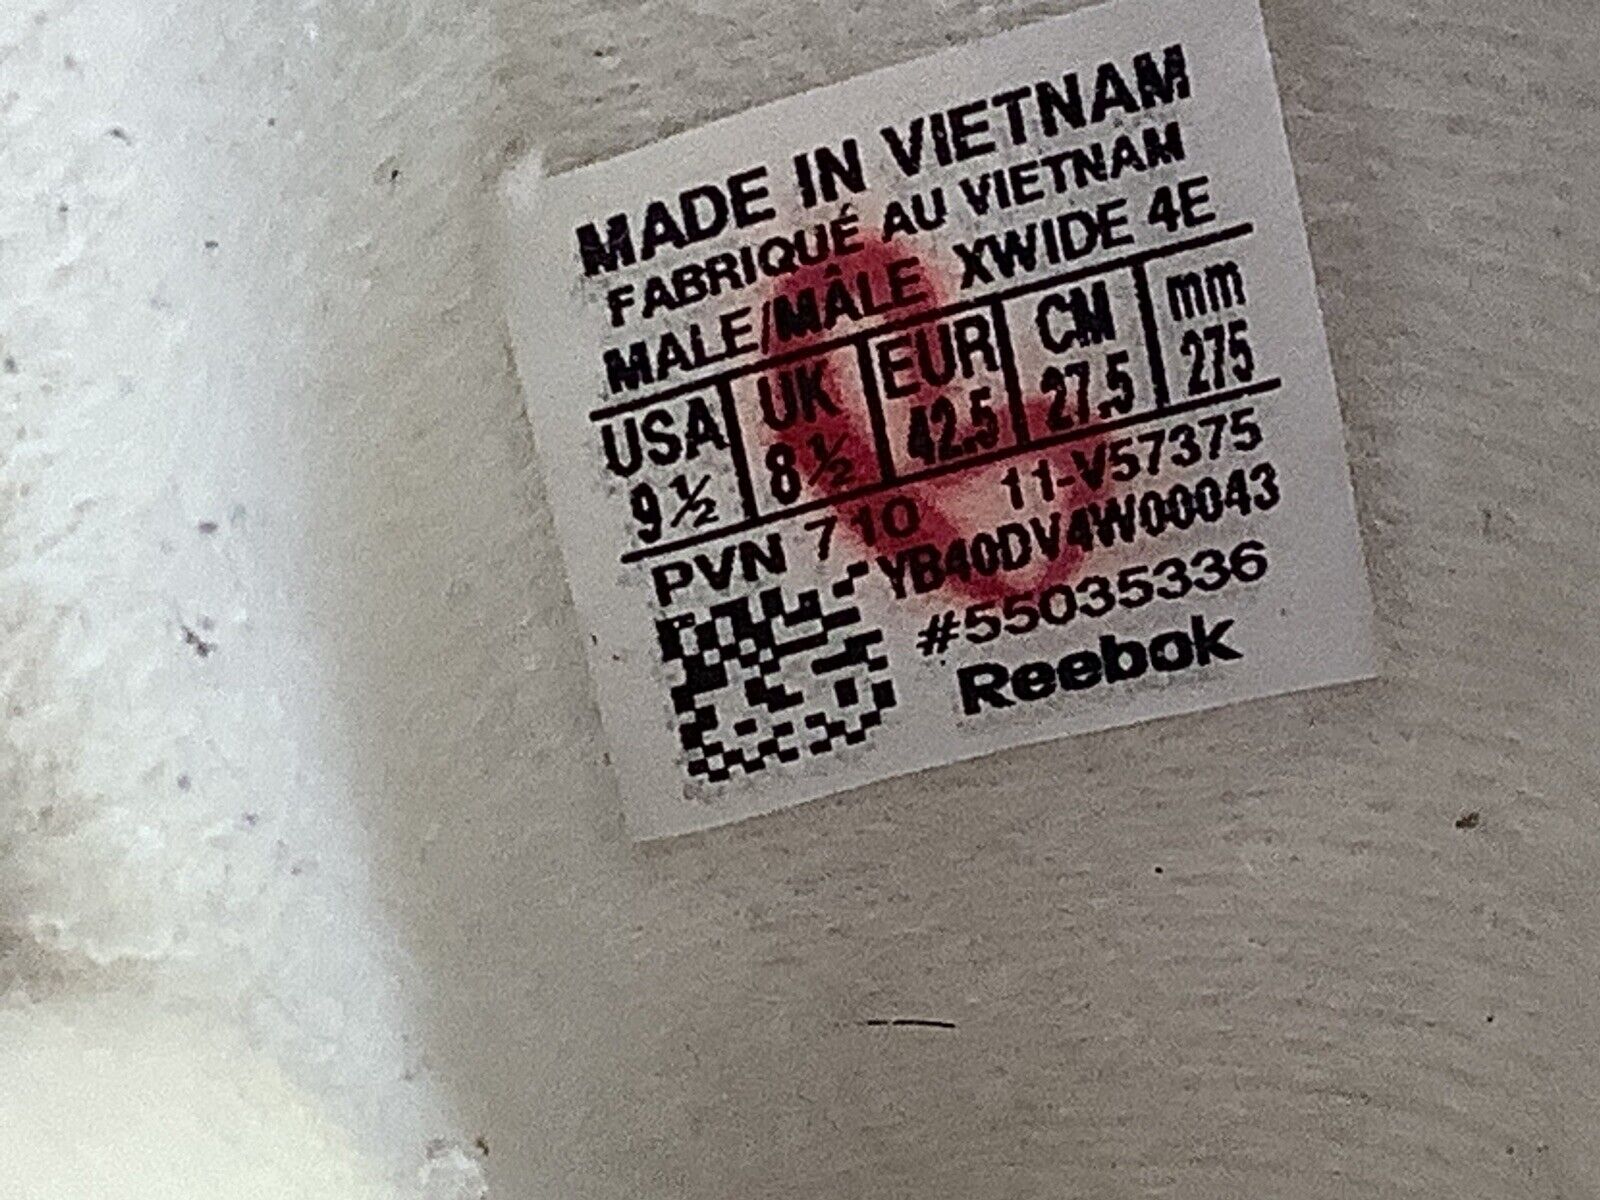 MADE IN VIETNAM
FABRIQUÉ AU VIETNAM
MALE/MÂLE XWIDE 4E
USA UK EUR CM mm
9 ½ 8 ½ 42.5 27.5 275
PVN 710 11-V57375
YB40DV4W00043
#55035336
Reebok